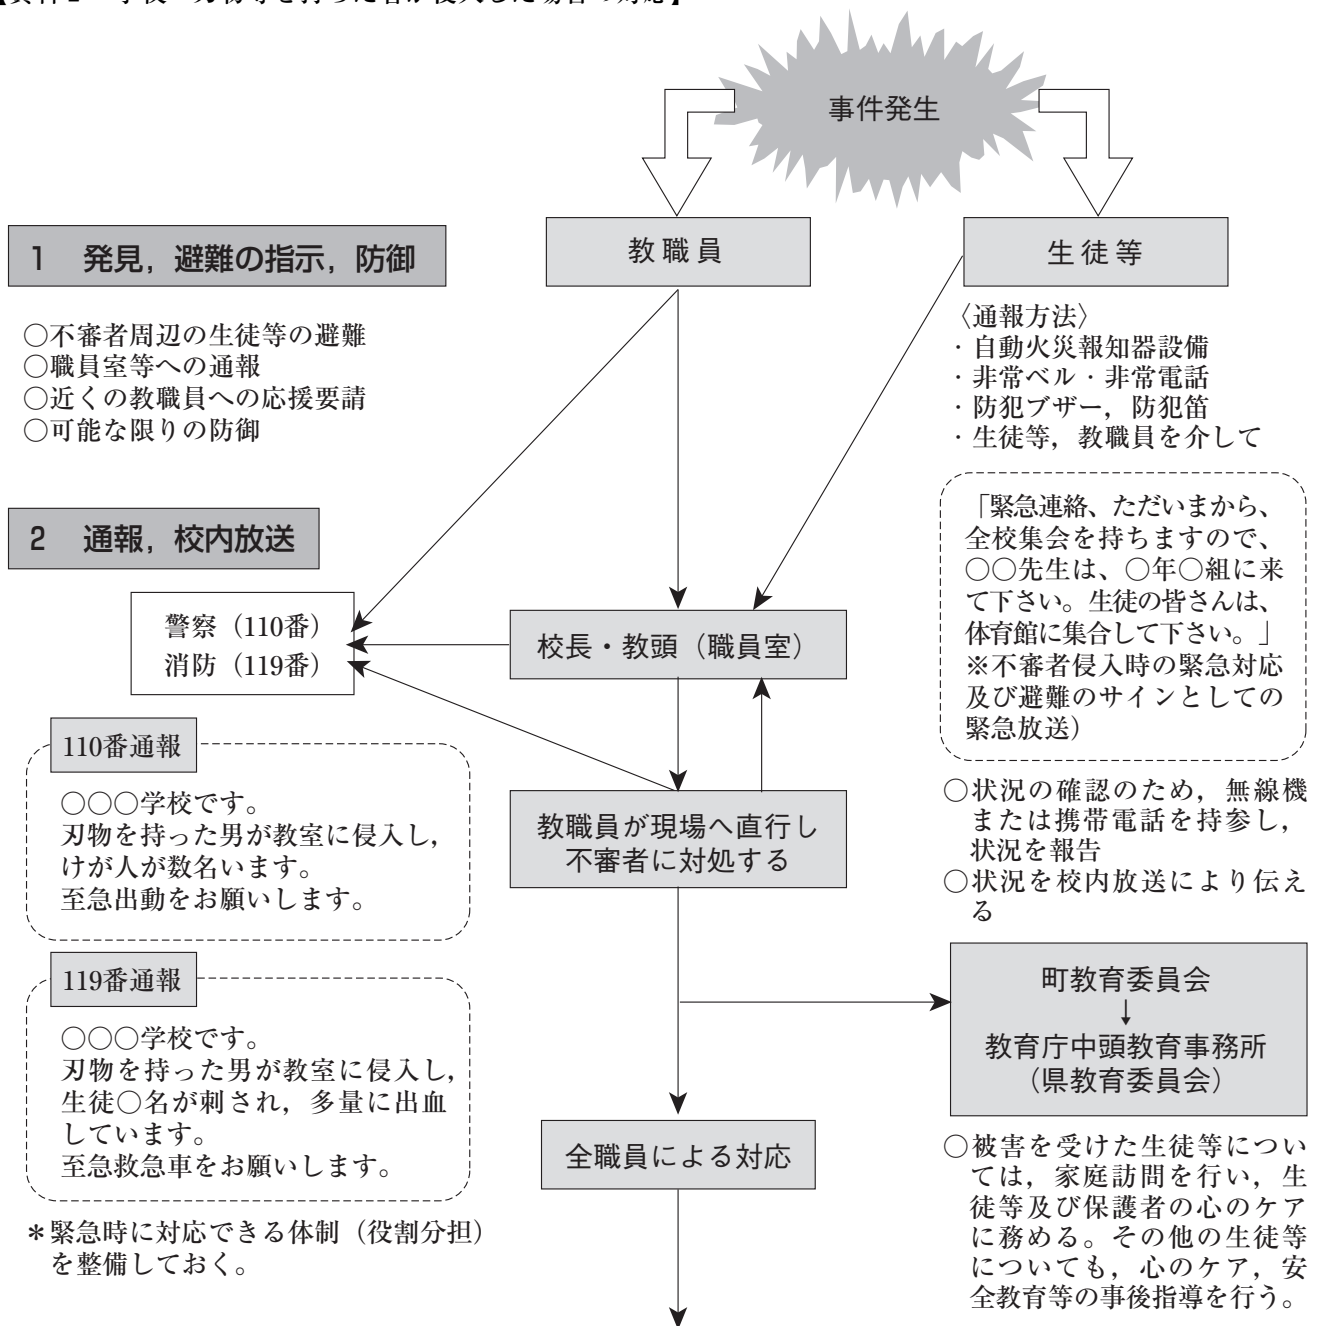 事件発生
教職員
生徒等
1 発見，避難の指示，防御
○不審者周辺の生徒等の避難
○職員室等への通報
○近くの教職員への応援要請
○可能な限りの防御
〈通報方法〉
・自動火災報知器設備
・非常ベル・非常電話
・防犯ブザー，防犯笛
・生徒等，教職員を介して
2 通報，校内放送
「緊急連絡、ただいまから、
全校集会を持ちますので、
○○先生は、○年○組に来
て下さい。生徒の皆さんは、
体育館に集合して下さい。」
※不審者侵入時の緊急対応
及び避難のサインとしての
緊急放送）
警察（110番）
消防（119番）
校長・教頭（職員室）
110番通報
○○○学校です。
刃物を持った男が教室に侵入し，
けが人が数名います。
至急出動をお願いします。
教職員が現場へ直行し
不審者に対処する
○状況の確認のため，無線機
または携帯電話を持参し，
状況を報告
○状況を校内放送により伝え
る
119番通報
○○○学校です。
刃物を持った男が教室に侵入し，
生徒○名が刺され，多量に出血
しています。
至急救急車をお願いします。
町教育委員会
↓
教育庁中頭教育事務所
（県教育委員会）
全職員による対応
＊緊急時に対応できる体制（役割分担）
を整備しておく。
○被害を受けた生徒等につい
ては，家庭訪問を行い，生
徒等及び保護者の心のケア
に務める。その他の生徒等
についても，心のケア，安
全教育等の事後指導を行う。